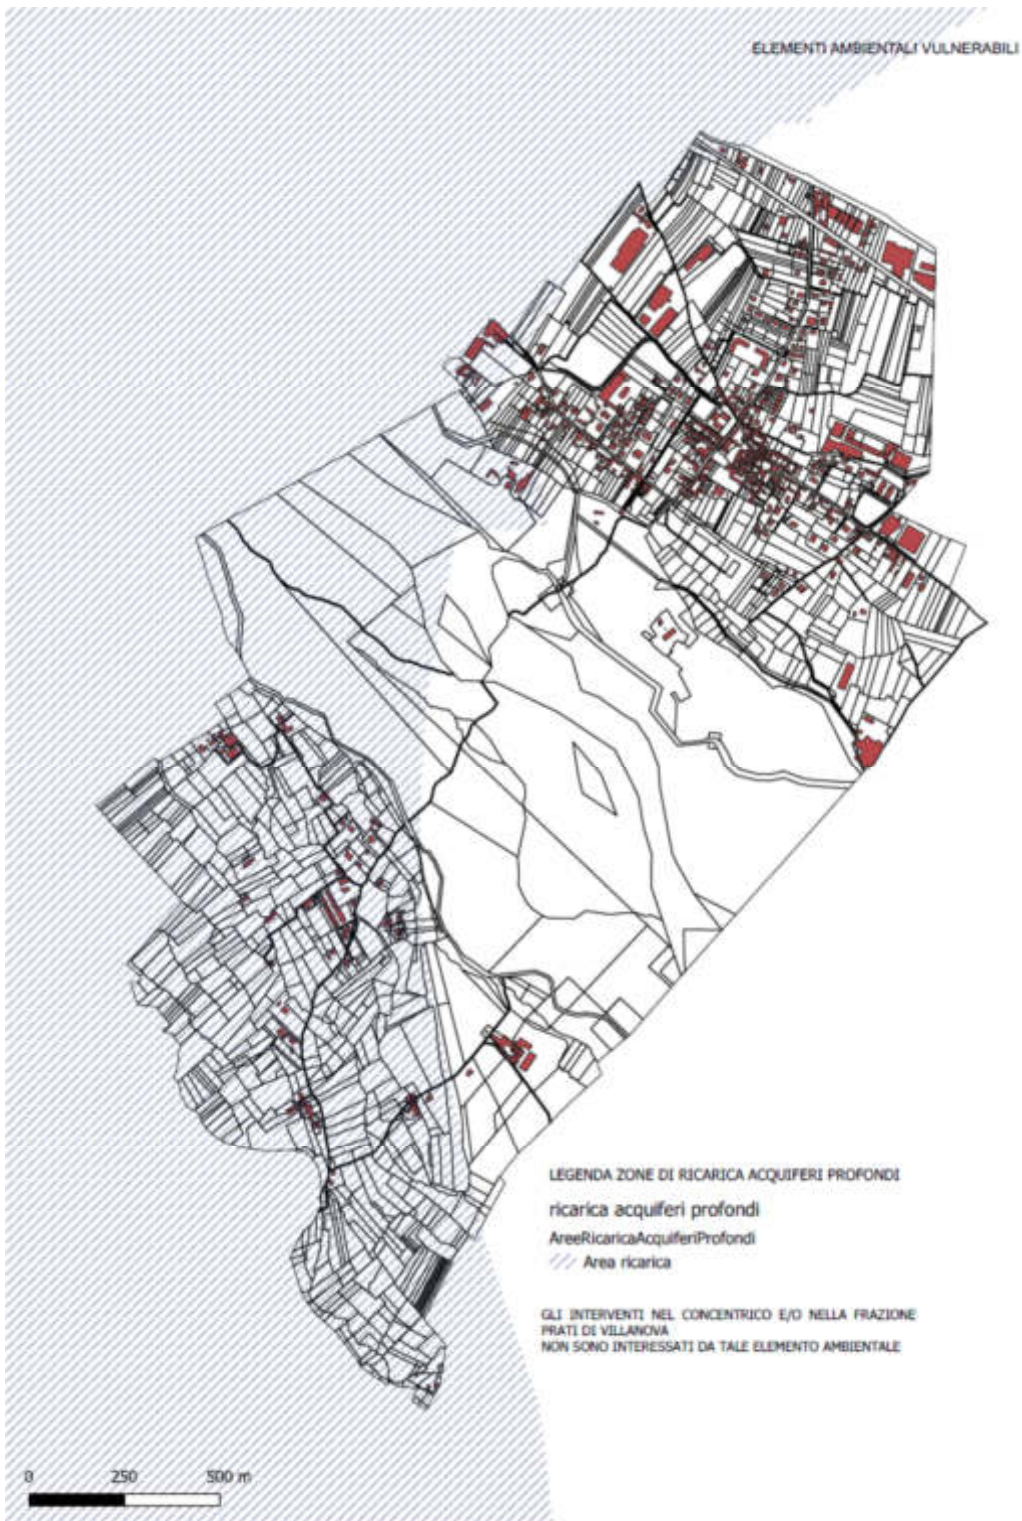 ELEMENTI AMBIENTALI VULNERABILI
LEGENDA ZONE DI RICARICA ACQUIFERI PROFONDI
ricarica acquiferi profondi
AreeRicaricaAcquiferiProfondi
Area ricarica
GLI INTERVENTI NEL CONCENTRICO E/O NELLA FRAZIONE
PRATI DI VILLANOVA
NON SONO INTERESSATI DA TALE ELEMENTO AMBIENTALE
0 250 500 m